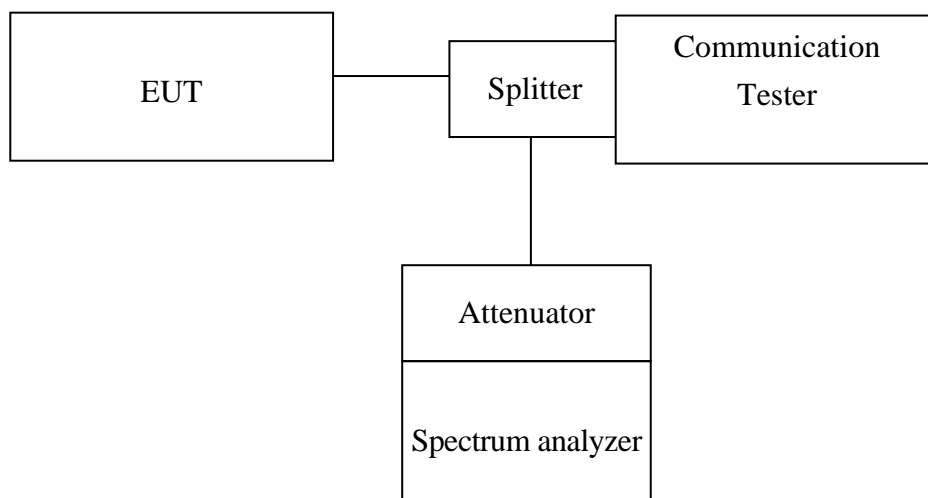 EUT
Splitter
Communication
Tester
Attenuator
Spectrum analyzer